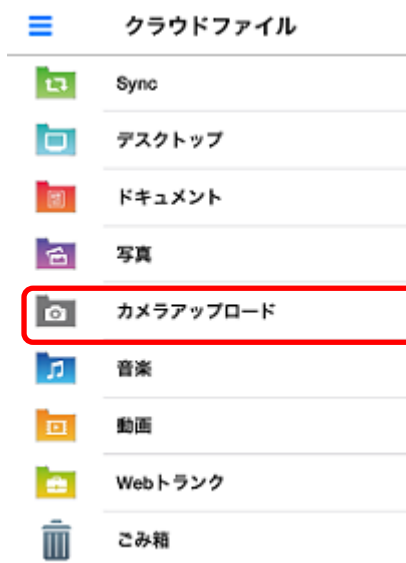 クラウドファイル
Sync
デスクトップ
ドキュメント
写真
カメラアップロード
音楽
動画
Webトランク
ごみ箱